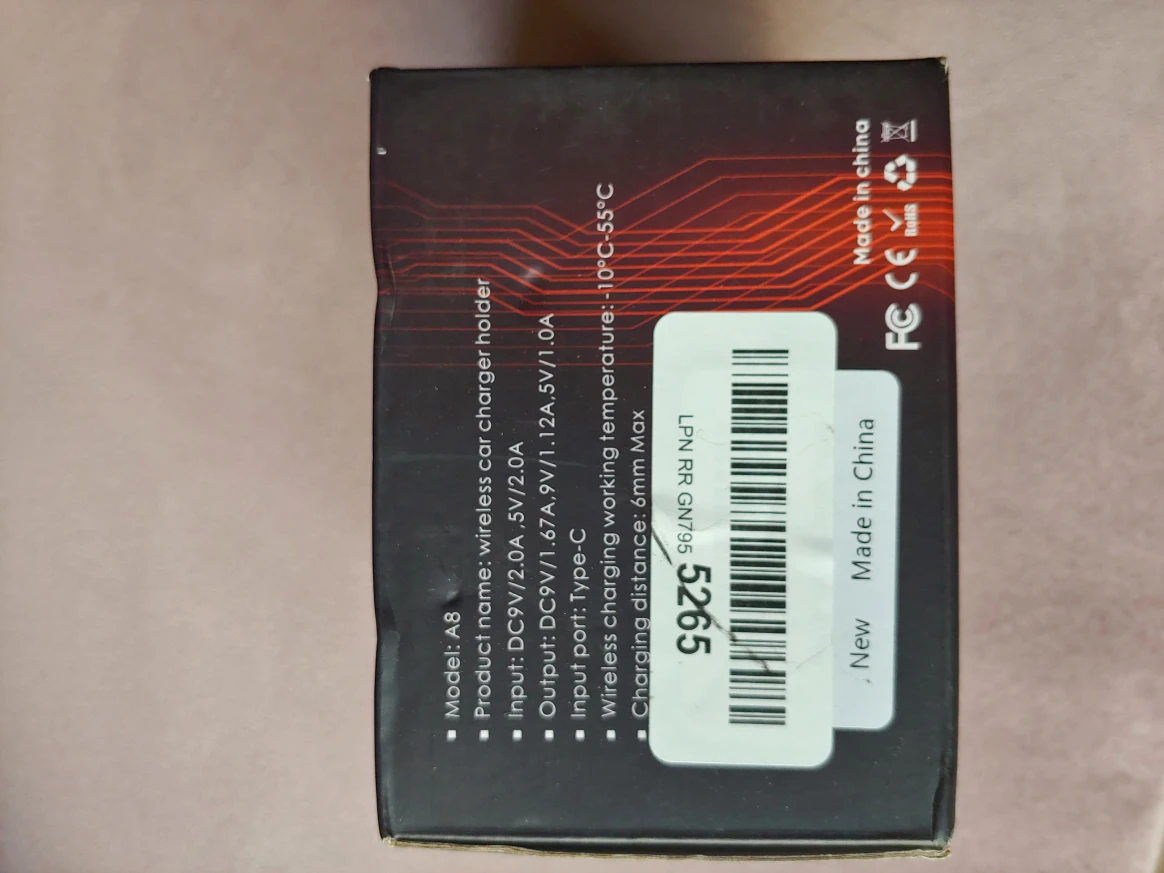 Model: A8
Product name: wireless car charger holder
Input: DC9V/2.0A ,5V/2.0A
Output: DC9V/1.67A,9V/1.12A,5V/1.0A
Input port: Type-C
Wireless charging working temperature: -10°C-55°C
Charging distance: 6mm Max
LPN RR GN795 5265
New Made in China
Made in china
FC CE RoHS